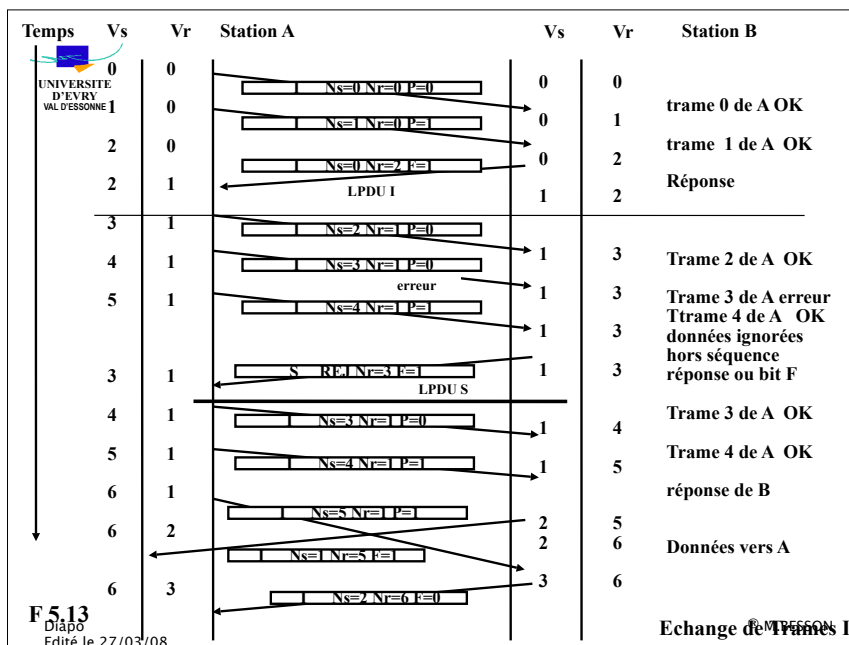 Temps Vs Vr Station A Vs Vr Station B
0 0
UNIVERSITE
D'EVRY
VAL D'ESSONNE
Ns=0 Nr=0 P=0
0 0
1 0
trame 0 de A OK
Ns=1 Nr=0 P=1
0 1
2 0
trame 1 de A OK
Ns=0 Nr=2 F=1
0 2
2 1
Réponse
LPDU I
1 2
3 1
Ns=2 Nr=1 P=0
1 3
Trame 2 de A OK
4 1
Ns=3 Nr=1 P=0
erreur
1 3
Trame 3 de A erreur
5 1
Ns=4 Nr=1 P=1
Ttrame 4 de A OK
1 3
données ignorées
hors séquence
S REJ Nr=3 F=1
1 3
réponse ou bit F
3 1
LPDU S
4 1
Trame 3 de A OK
Ns=3 Nr=1 P=0
1 4
5 1
Trame 4 de A OK
Ns=4 Nr=1 P=1
1 5
6 1
réponse de B
Ns=5 Nr=1 P=1
2 5
6 2
2 6
Données vers A
Ns=1 Nr=5 F=1
3 6
6 3
Ns=2 Nr=6 F=0
F 5.13
Diapo
Edité le 27/03/08
Echange de Trames I
® M.BESSON